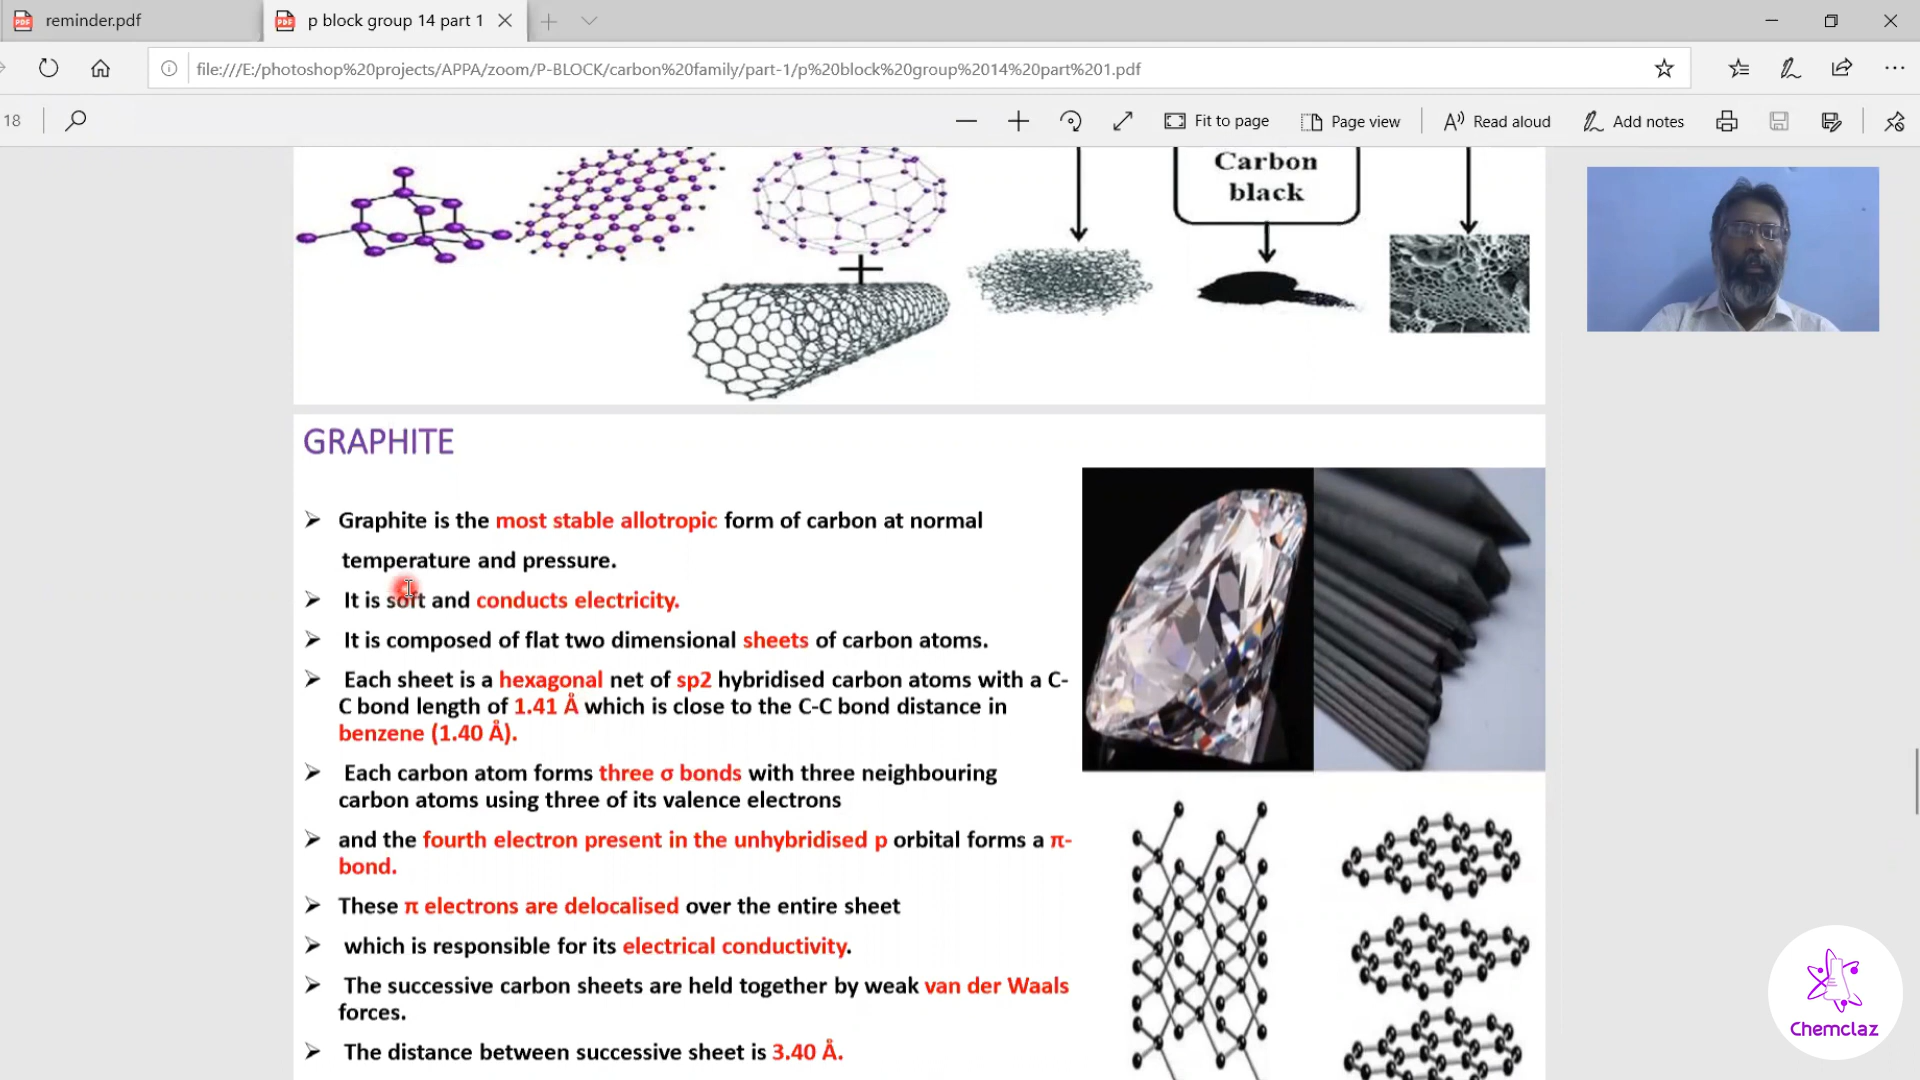 reminder.pdf
p block group 14 part 1
file:///E:/photoshop%20projects/APPA/zoom/P-BLOCK/carbon%20family/part-1/p%20block%20group%2014%20part%201.pdf
18
Fit to page
Page view
Read aloud
Add notes
Carbon
black
GRAPHITE
➢ Graphite is the most stable allotropic form of carbon at normal
temperature and pressure.
➢ It is soft and conducts electricity.
➢ It is composed of flat two dimensional sheets of carbon atoms.
➢ Each sheet is a hexagonal net of sp2 hybridised carbon atoms with a C-
C bond length of 1.41 Å which is close to the C-C bond distance in
benzene (1.40 Å).
➢ Each carbon atom forms three σ bonds with three neighbouring
carbon atoms using three of its valence electrons
➢ and the fourth electron present in the unhybridised p orbital forms a π-
bond.
➢ These π electrons are delocalised over the entire sheet
➢ which is responsible for its electrical conductivity.
➢ The successive carbon sheets are held together by weak van der Waals
forces.
➢ The distance between successive sheet is 3.40 Å.
Chemclaz